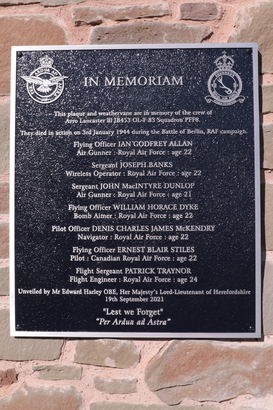 IN MEMORIAM
This plaque and weathervane are in memory of the crew of
Avro Lancaster III JB453 OL-F 83 Squadron PFF8.
They died in action on 3rd January 1944 during the Battle of Berlin, RAF campaign.
Flying Officer IAN GODFREY ALLAN
Air Gunner : Royal Air Force : age 22
Sergeant JOSEPH BANKS
Wireless Operator : Royal Air Force : age 22
Sergeant JOHN MacINTYRE DUNLOP
Air Gunner : Royal Air Force : age 21
Flying Officer WILLIAM HORACE DYKE
Bomb Aimer : Royal Air Force : age 22
Pilot Officer DENIS CHARLES JAMES McKENDRY
Navigator : Royal Air Force : age 22
Flying Officer ERNEST BLAIR STILES
Pilot : Canadian Royal Air Force : age 22
Flight Sergeant PATRICK TRAYNOR
Flight Engineer : Royal Air Force : age 24
Unveiled by Mr Edward Harley OBE, Her Majesty's Lord-Lieutenant of Herefordshire
19th September 2021
"Lest we Forget"
"Per Ardua ad Astra"